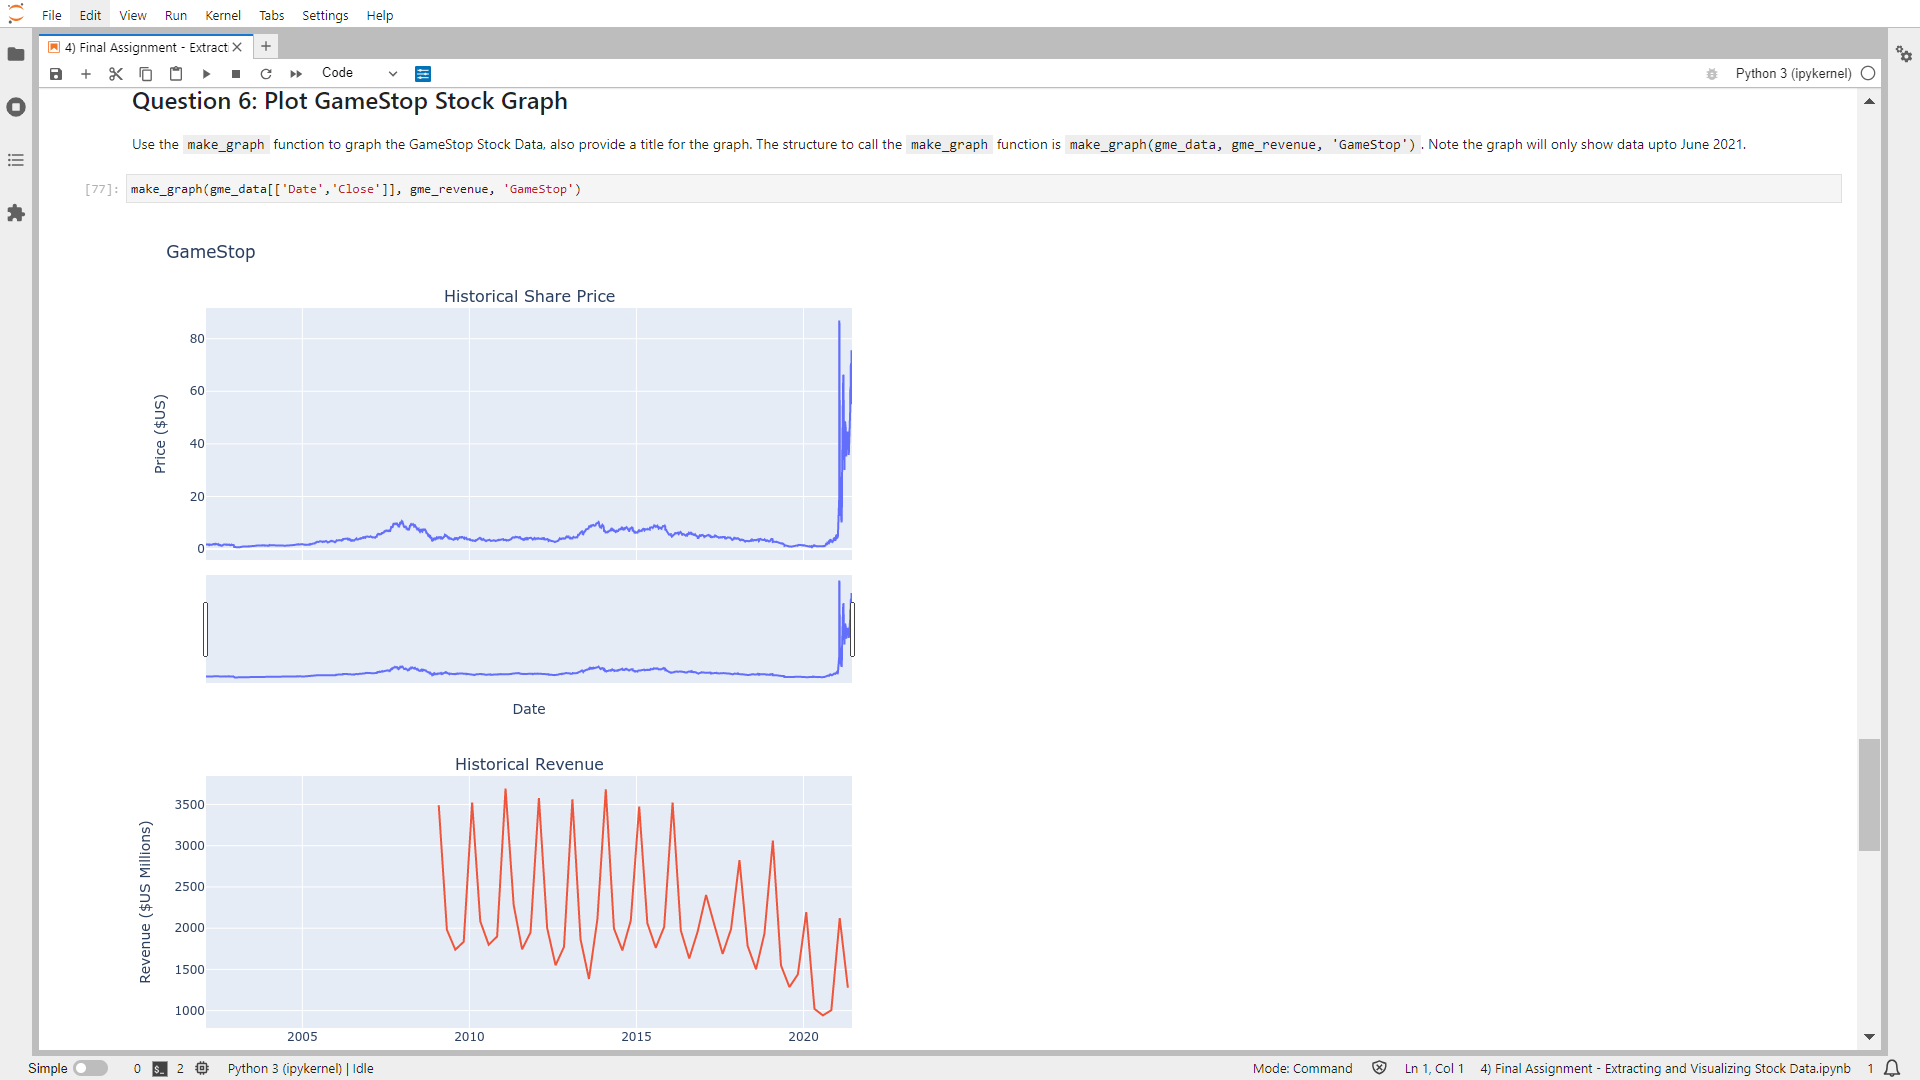 File Edit View Run Kernel Tabs Settings Help
4) Final Assignment - Extracti
Code
Python 3 (ipykernel)
Question 6: Plot GameStop Stock Graph
Use the make_graph function to graph the GameStop Stock Data, also provide a title for the graph. The structure to call the make_graph function is make_graph(gme_data, gme_revenue, 'GameStop'). Note the graph will only show data upto June 2021.
[77]: make_graph(gme_data[['Date','Close']], gme_revenue, 'GameStop')
GameStop
Historical Share Price
Price ($US)
80
60
40
20
0
Date
Historical Revenue
Revenue ($US Millions)
3500
3000
2500
2000
1500
1000
2005 2010 2015 2020
Simple 0 $_ 2 Python 3 (ipykernel) | Idle Mode: Command Ln 1, Col 1 4) Final Assignment - Extracting and Visualizing Stock Data.ipynb 1